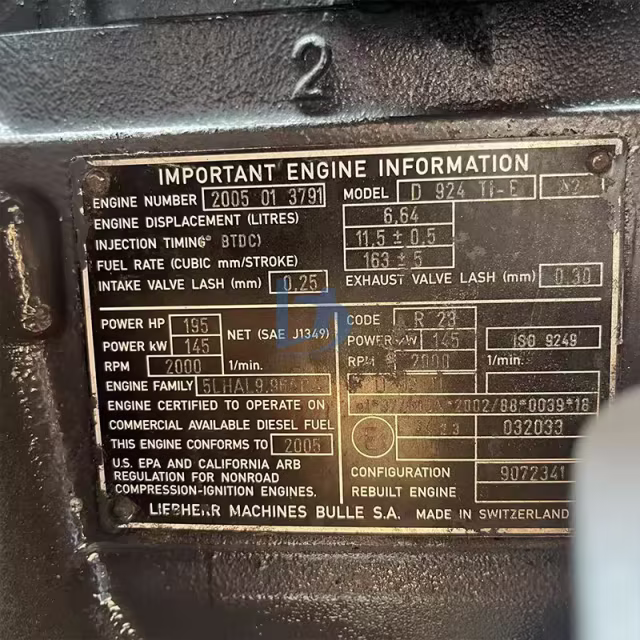 2
IMPORTANT ENGINE INFORMATION
ENGINE NUMBER 2005 01 3791 MODEL D 924 TI-E A2
ENGINE DISPLACEMENT (LITRES) 6,64
INJECTION TIMING° BTDC) 11,5 ± 0.5
FUEL RATE (CUBIC mm/STROKE) 163 ± 5
INTAKE VALVE LASH (mm) 0,25 EXHAUST VALVE LASH (mm) 0,30
POWER HP 195 NET (SAE J1349)
POWER kW 145
RPM 2000 1/min.
ENGINE FAMILY
ENGINE CERTIFIED TO OPERATE ON
COMMERCIAL AVAILABLE DIESEL FUEL
THIS ENGINE CONFORMS TO 2005
U.S. EPA AND CALIFORNIA ARB
REGULATION FOR NONROAD
COMPRESSION-IGNITION ENGINES.
CODE R 23
POWER kW 145 ISO 9249
RPM 2000 1/min.
032033
CONFIGURATION 9072341
REBUILT ENGINE
LIEBHERR MACHINES BULLE S.A. MADE IN SWITZERLAND